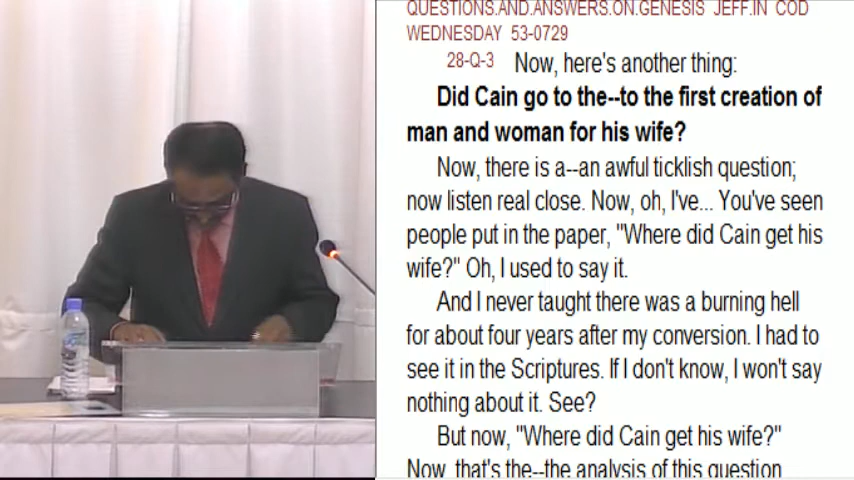 QUESTIONS.AND.ANSWERS.ON.GENESIS JEFF.IN COD
WEDNESDAY 53-0729
28-Q-3 Now, here's another thing:
Did Cain go to the--to the first creation of
man and woman for his wife?
Now, there is a--an awful ticklish question;
now listen real close. Now, oh, I've... You've seen
people put in the paper, "Where did Cain get his
wife?" Oh, I used to say it.
And I never taught there was a burning hell
for about four years after my conversion. I had to
see it in the Scriptures. If I don't know, I won't say
nothing about it. See?
But now, "Where did Cain get his wife?"
Now, that's the--the analysis of this question